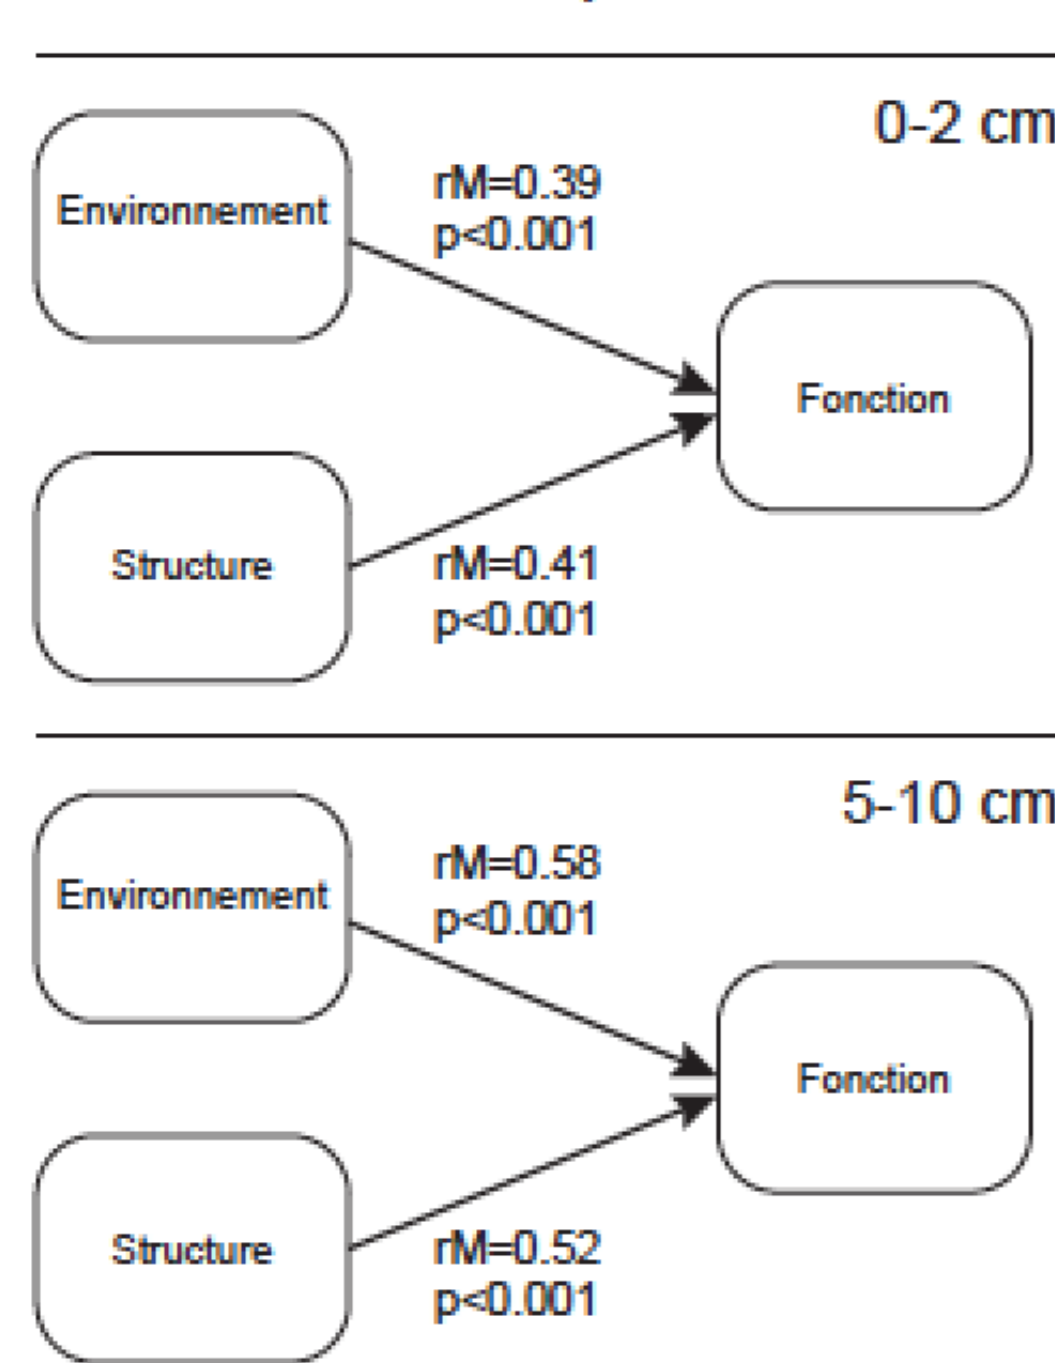 0-2 cm
Environnement
rM=0.39
p<0.001
Fonction
Structure
rM=0.41
p<0.001
5-10 cm
Environnement
rM=0.58
p<0.001
Fonction
Structure
rM=0.52
p<0.001